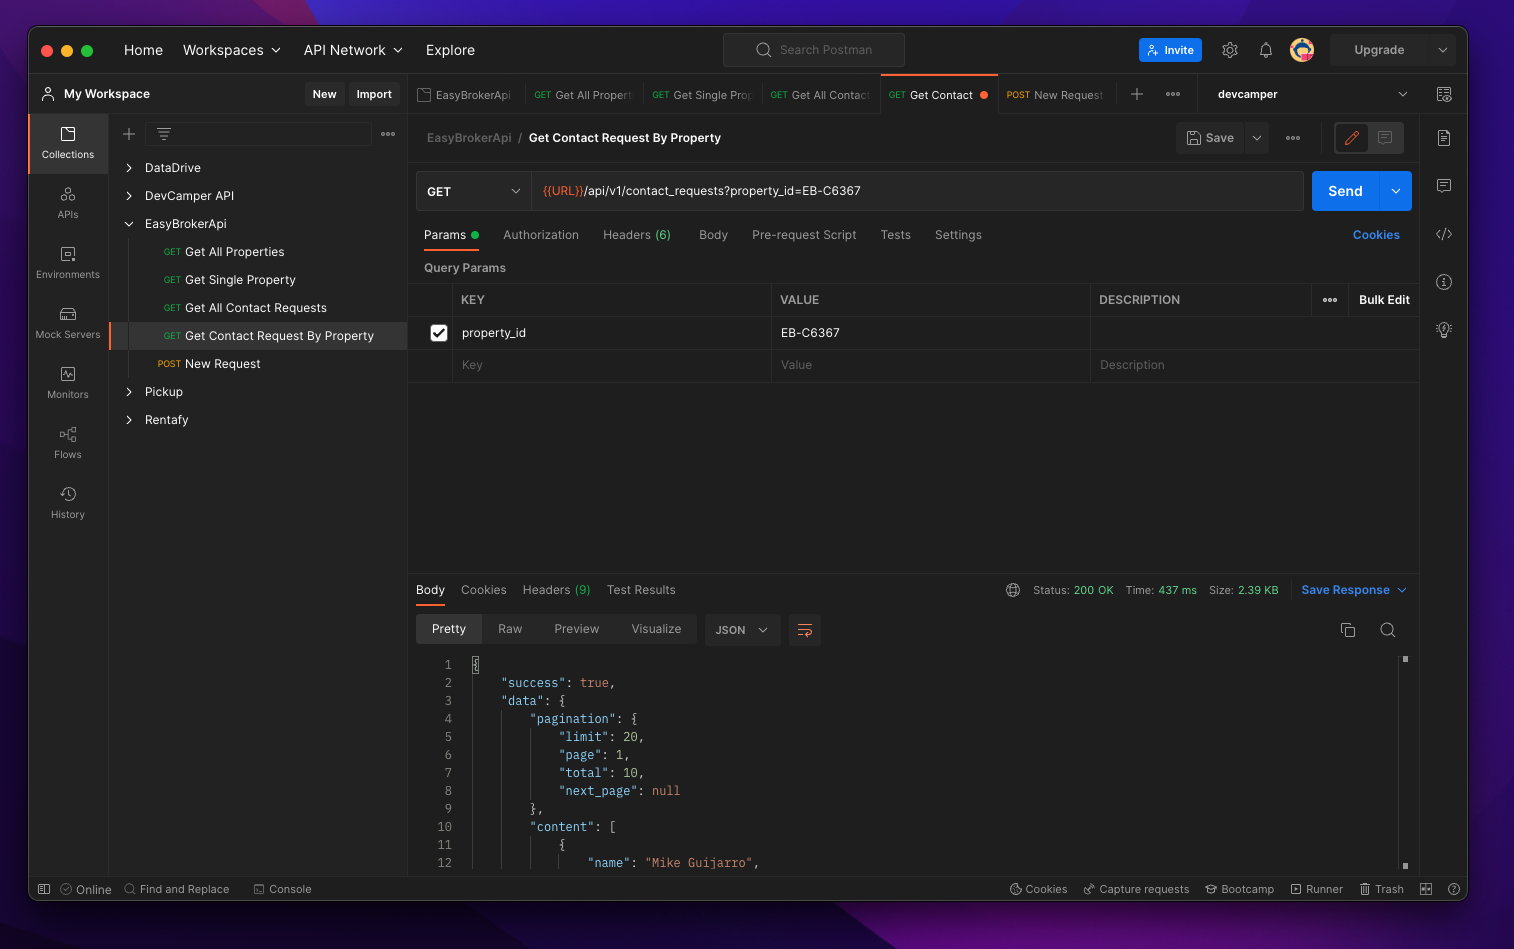 Home Workspaces API Network Explore Search Postman Invite Upgrade
My Workspace New Import
EasyBrokerApi GET Get All Propert GET Get Single Prop GET Get All Contac GET Get Contact POST New Request devcamper
Collections
APIs
Environments
Mock Servers
Monitors
Flows
History
DataDrive
DevCamper API
EasyBrokerApi
GET Get All Properties
GET Get Single Property
GET Get All Contact Requests
GET Get Contact Request By Property
POST New Request
Pickup
Rentafy
EasyBrokerApi / Get Contact Request By Property Save
GET {{URL}}/api/v1/contact_requests?property_id=EB-C6367 Send
Params Authorization Headers (6) Body Pre-request Script Tests Settings Cookies
Query Params
KEY VALUE DESCRIPTION Bulk Edit
property_id EB-C6367
Key Value Description
Body Cookies Headers (9) Test Results Status: 200 OK Time: 437 ms Size: 2.39 KB Save Response
Pretty Raw Preview Visualize JSON
1 {
2 "success": true,
3 "data": {
4 "pagination": {
5 "limit": 20,
6 "page": 1,
7 "total": 10,
8 "next_page": null
9 },
10 "content": [
11 {
12 "name": "Mike Guijarro",
Online Find and Replace Console Cookies Capture requests Bootcamp Runner Trash